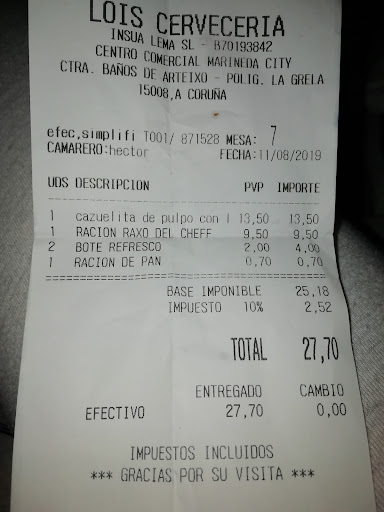 LOIS CERVECERIA
INSUA LEMA SL - B70193842
CENTRO COMERCIAL MARINEDA CITY
CTRA. BAÑOS DE ARTEIXO - POLIG. LA GRELA
15008,A CORUÑA
efec,simplifi T001/ 871528 MESA: 7
CAMARERO:hector FECHA:11/08/2019
UDS DESCRIPCION PVP IMPORTE
1 cazuelita de pulpo con l 13,50 13,50
1 RACION RAXO DEL CHEFF 9,50 9,50
2 BOTE REFRESCO 2,00 4,00
1 RACION DE PAN 0,70 0,70
BASE IMPONIBLE 25,18
IMPUESTO 10% 2,52
TOTAL 27,70
ENTREGADO CAMBIO
EFECTIVO 27,70 0,00
IMPUESTOS INCLUIDOS
*** GRACIAS POR SU VISITA ***